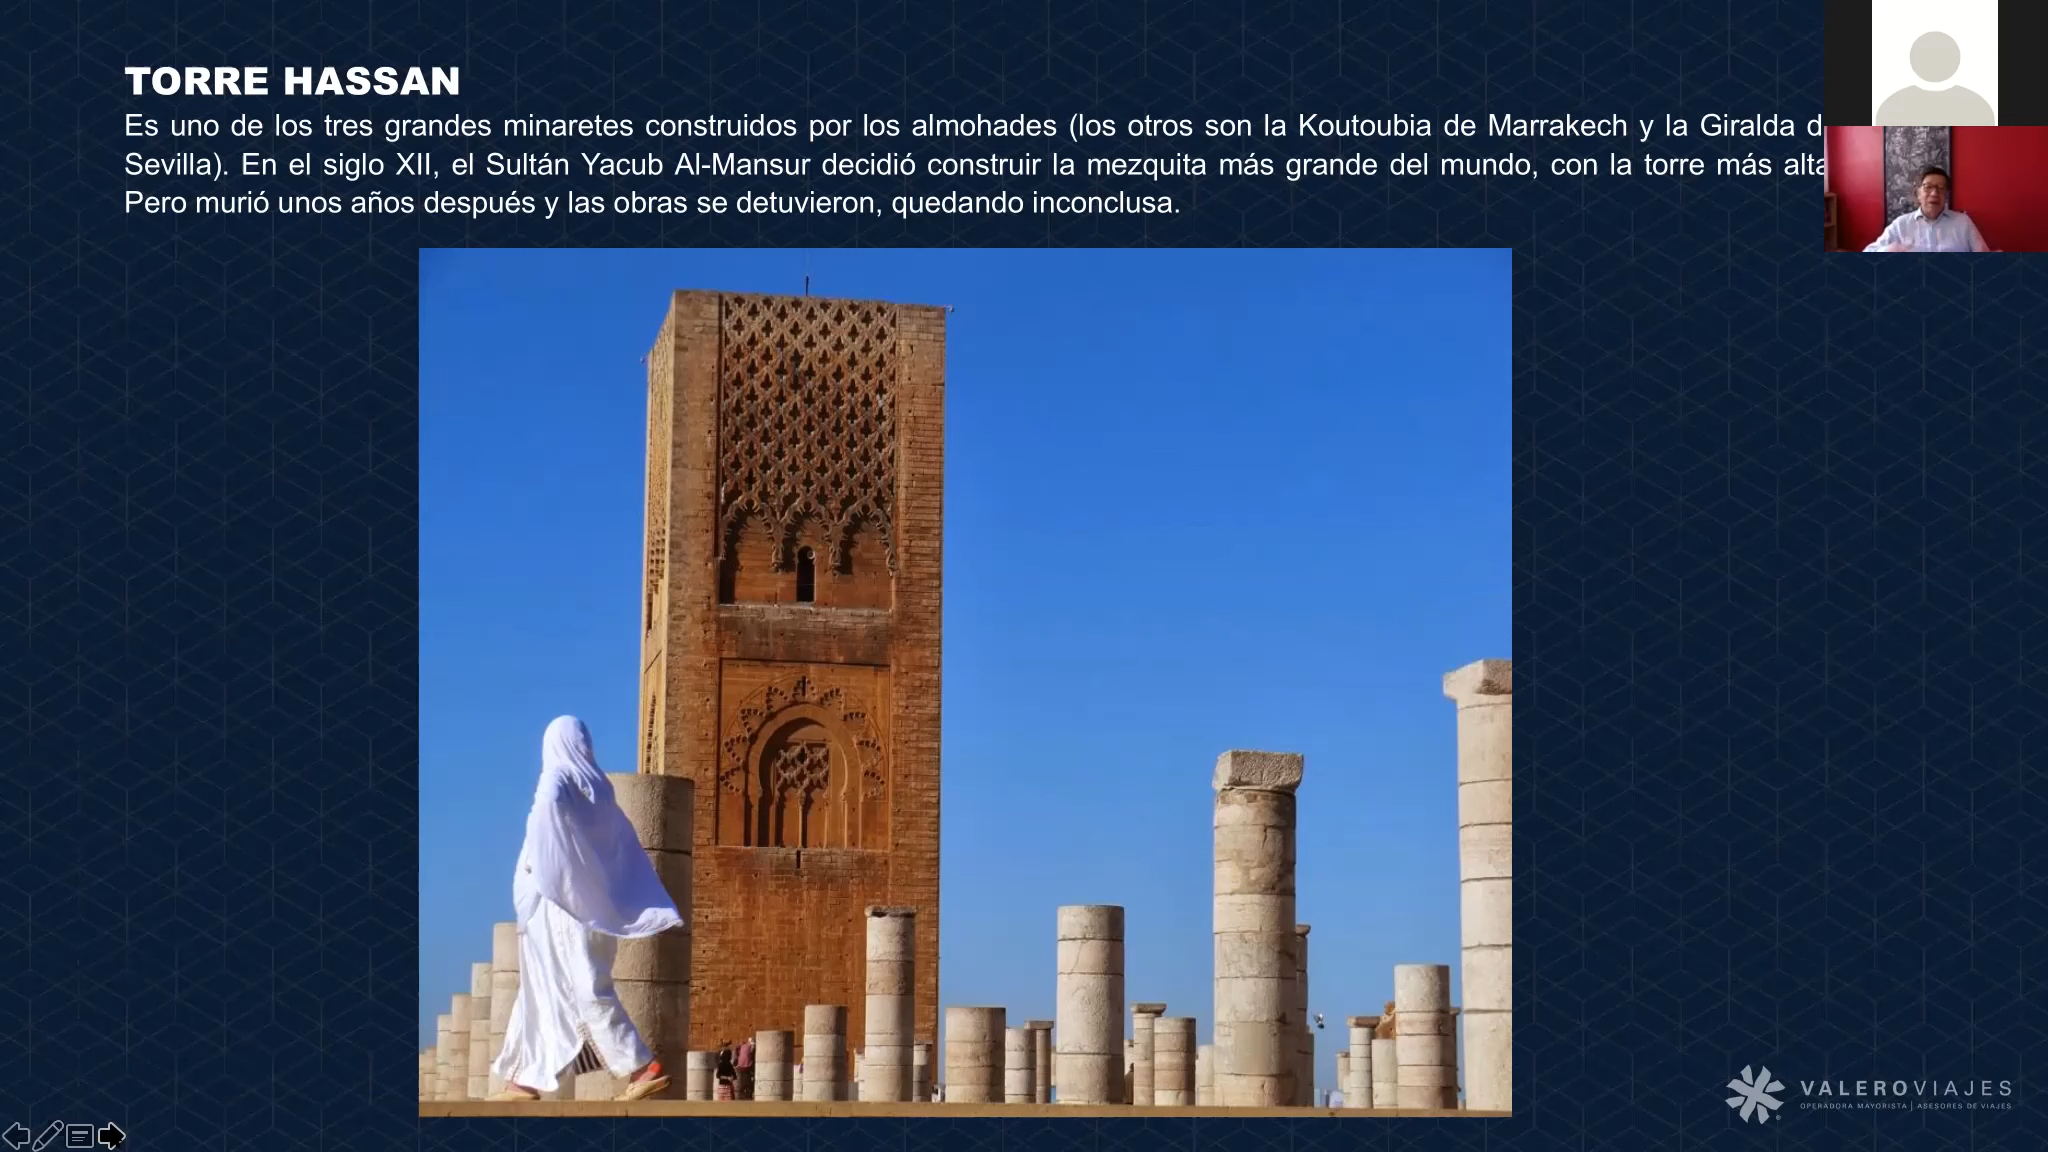 TORRE HASSAN
Es uno de los tres grandes minaretes construidos por los almohades (los otros son la Koutoubia de Marrakech y la Giralda d
Sevilla). En el siglo XII, el Sultán Yacub Al-Mansur decidió construir la mezquita más grande del mundo, con la torre más alta
Pero murió unos años después y las obras se detuvieron, quedando inconclusa.
VALEROVIAJES
OPERADORA MAYORISTA | ASESORES DE VIAJES